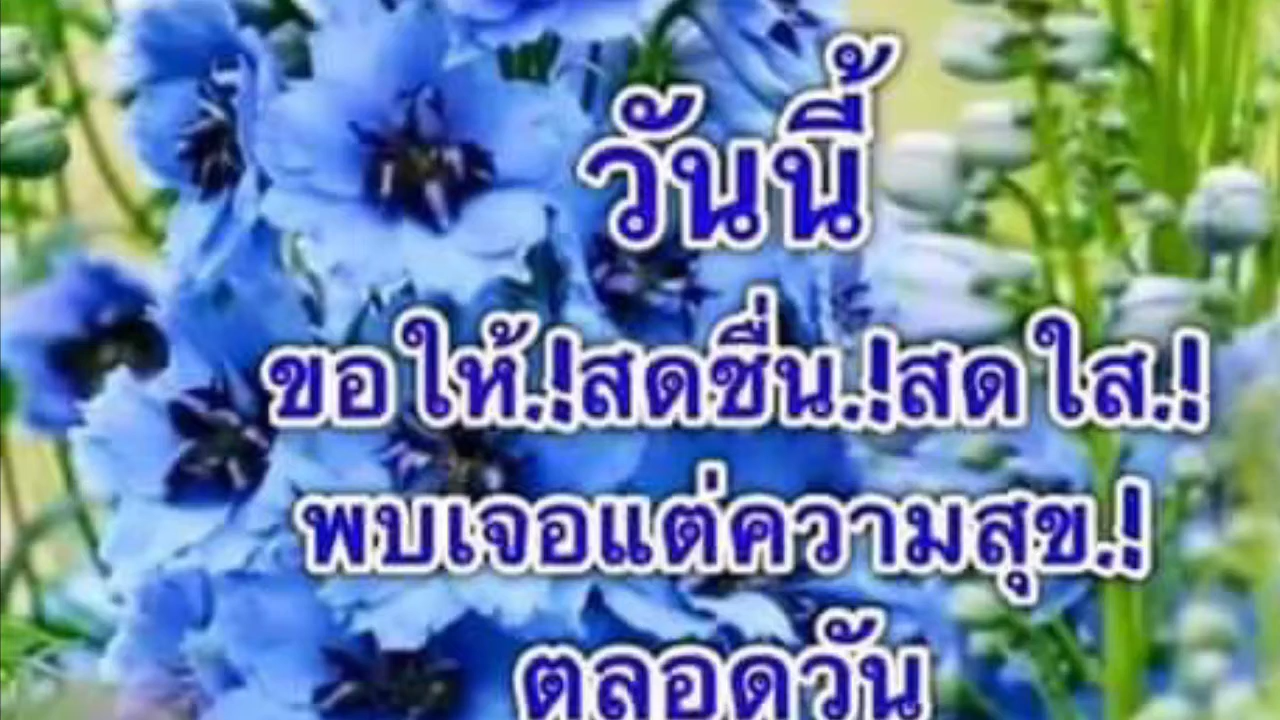 วันนี้
ขอให้.!สดชื่น.!สดใส.!
พบเจอแต่ความสุข.!
ตลอดวัน